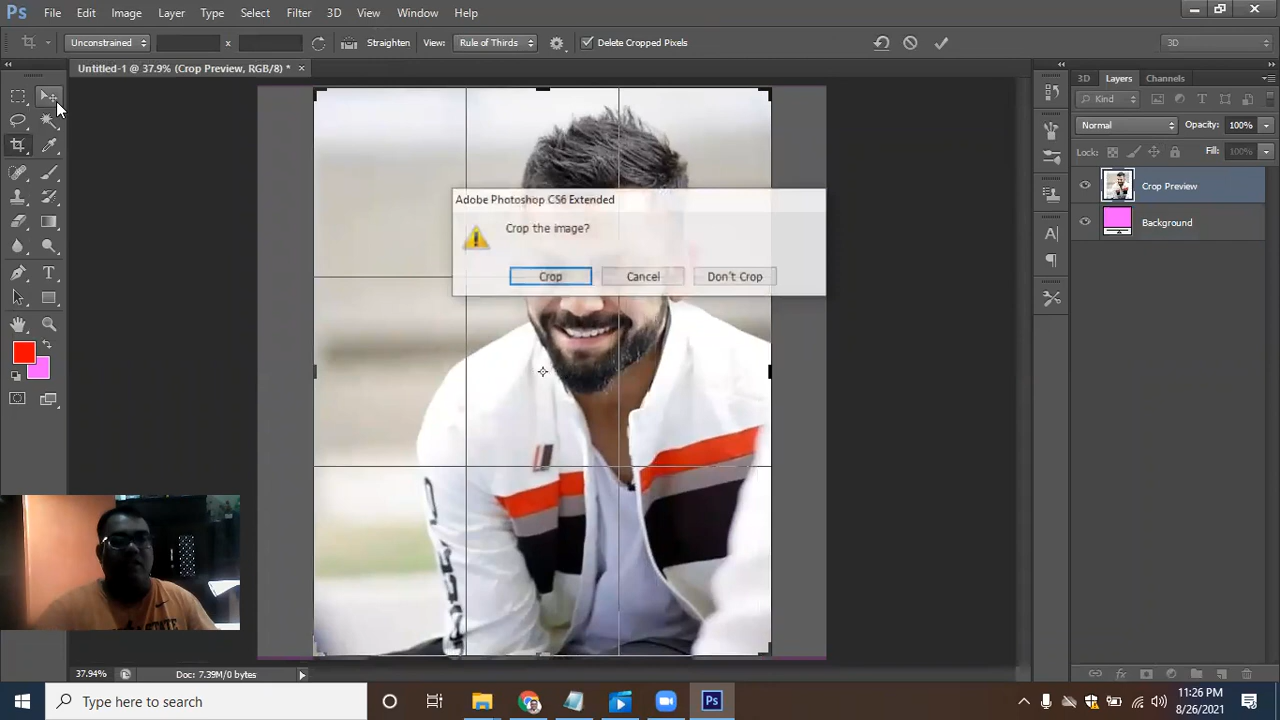 Ps File Edit Image Layer Type Select Filter 3D View Window Help
Unconstrained x Straighten View: Rule of Thirds Delete Cropped Pixels 3D
Untitled-1 @ 37.9% (Crop Preview, RGB/8) * ×
3D Layers Channels
Kind
Normal Opacity: 100%
Lock: Fill: 100%
Crop Preview
Background
Adobe Photoshop CS6 Extended
Crop the image?
Crop Cancel Don't Crop
37.94% Doc: 7.39M/0 bytes
Type here to search
Ps
11:26 PM
8/26/2021